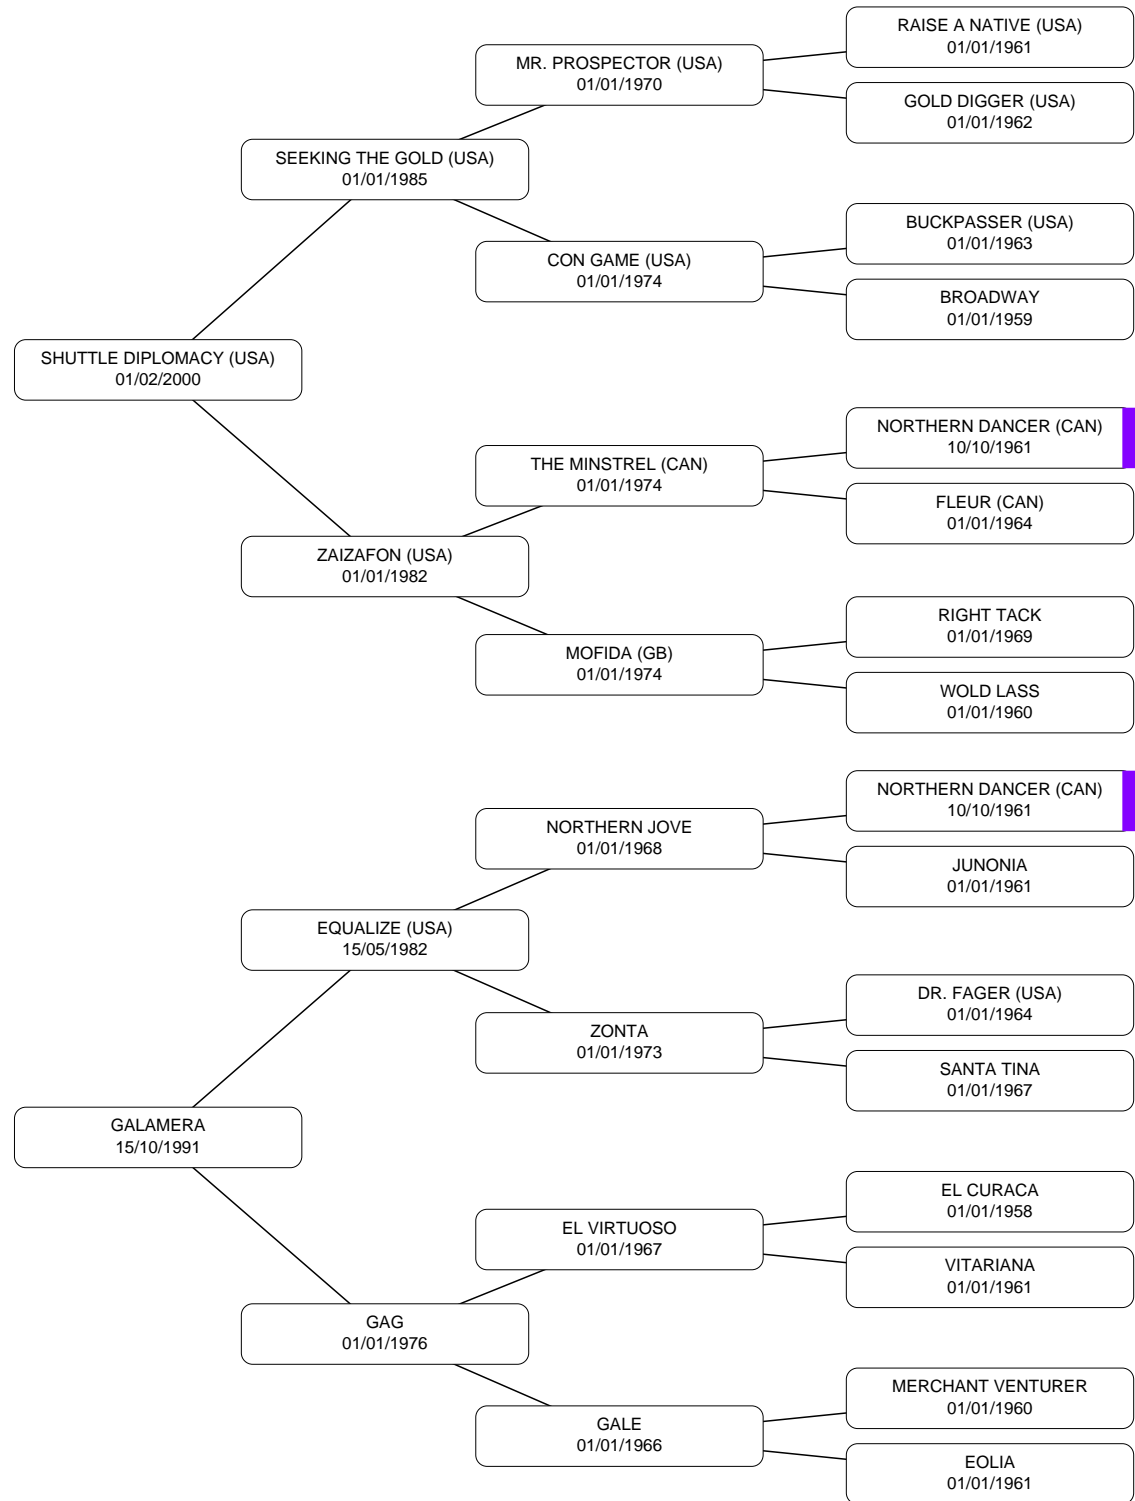 RAISE A NATIVE (USA)
01/01/1961
MR. PROSPECTOR (USA)
01/01/1970
GOLD DIGGER (USA)
01/01/1962
SEEKING THE GOLD (USA)
01/01/1985
BUCKPASSER (USA)
01/01/1963
CON GAME (USA)
01/01/1974
BROADWAY
01/01/1959
SHUTTLE DIPLOMACY (USA)
01/02/2000
NORTHERN DANCER (CAN)
10/10/1961
THE MINSTREL (CAN)
01/01/1974
FLEUR (CAN)
01/01/1964
ZAIZAFON (USA)
01/01/1982
RIGHT TACK
01/01/1969
MOFIDA (GB)
01/01/1974
WOLD LASS
01/01/1960
NORTHERN DANCER (CAN)
10/10/1961
NORTHERN JOVE
01/01/1968
JUNONIA
01/01/1961
EQUALIZE (USA)
15/05/1982
DR. FAGER (USA)
01/01/1964
ZONTA
01/01/1973
SANTA TINA
01/01/1967
GALAMERA
15/10/1991
EL CURACA
01/01/1958
EL VIRTUOSO
01/01/1967
VITARIANA
01/01/1961
GAG
01/01/1976
MERCHANT VENTURER
01/01/1960
GALE
01/01/1966
EOLIA
01/01/1961